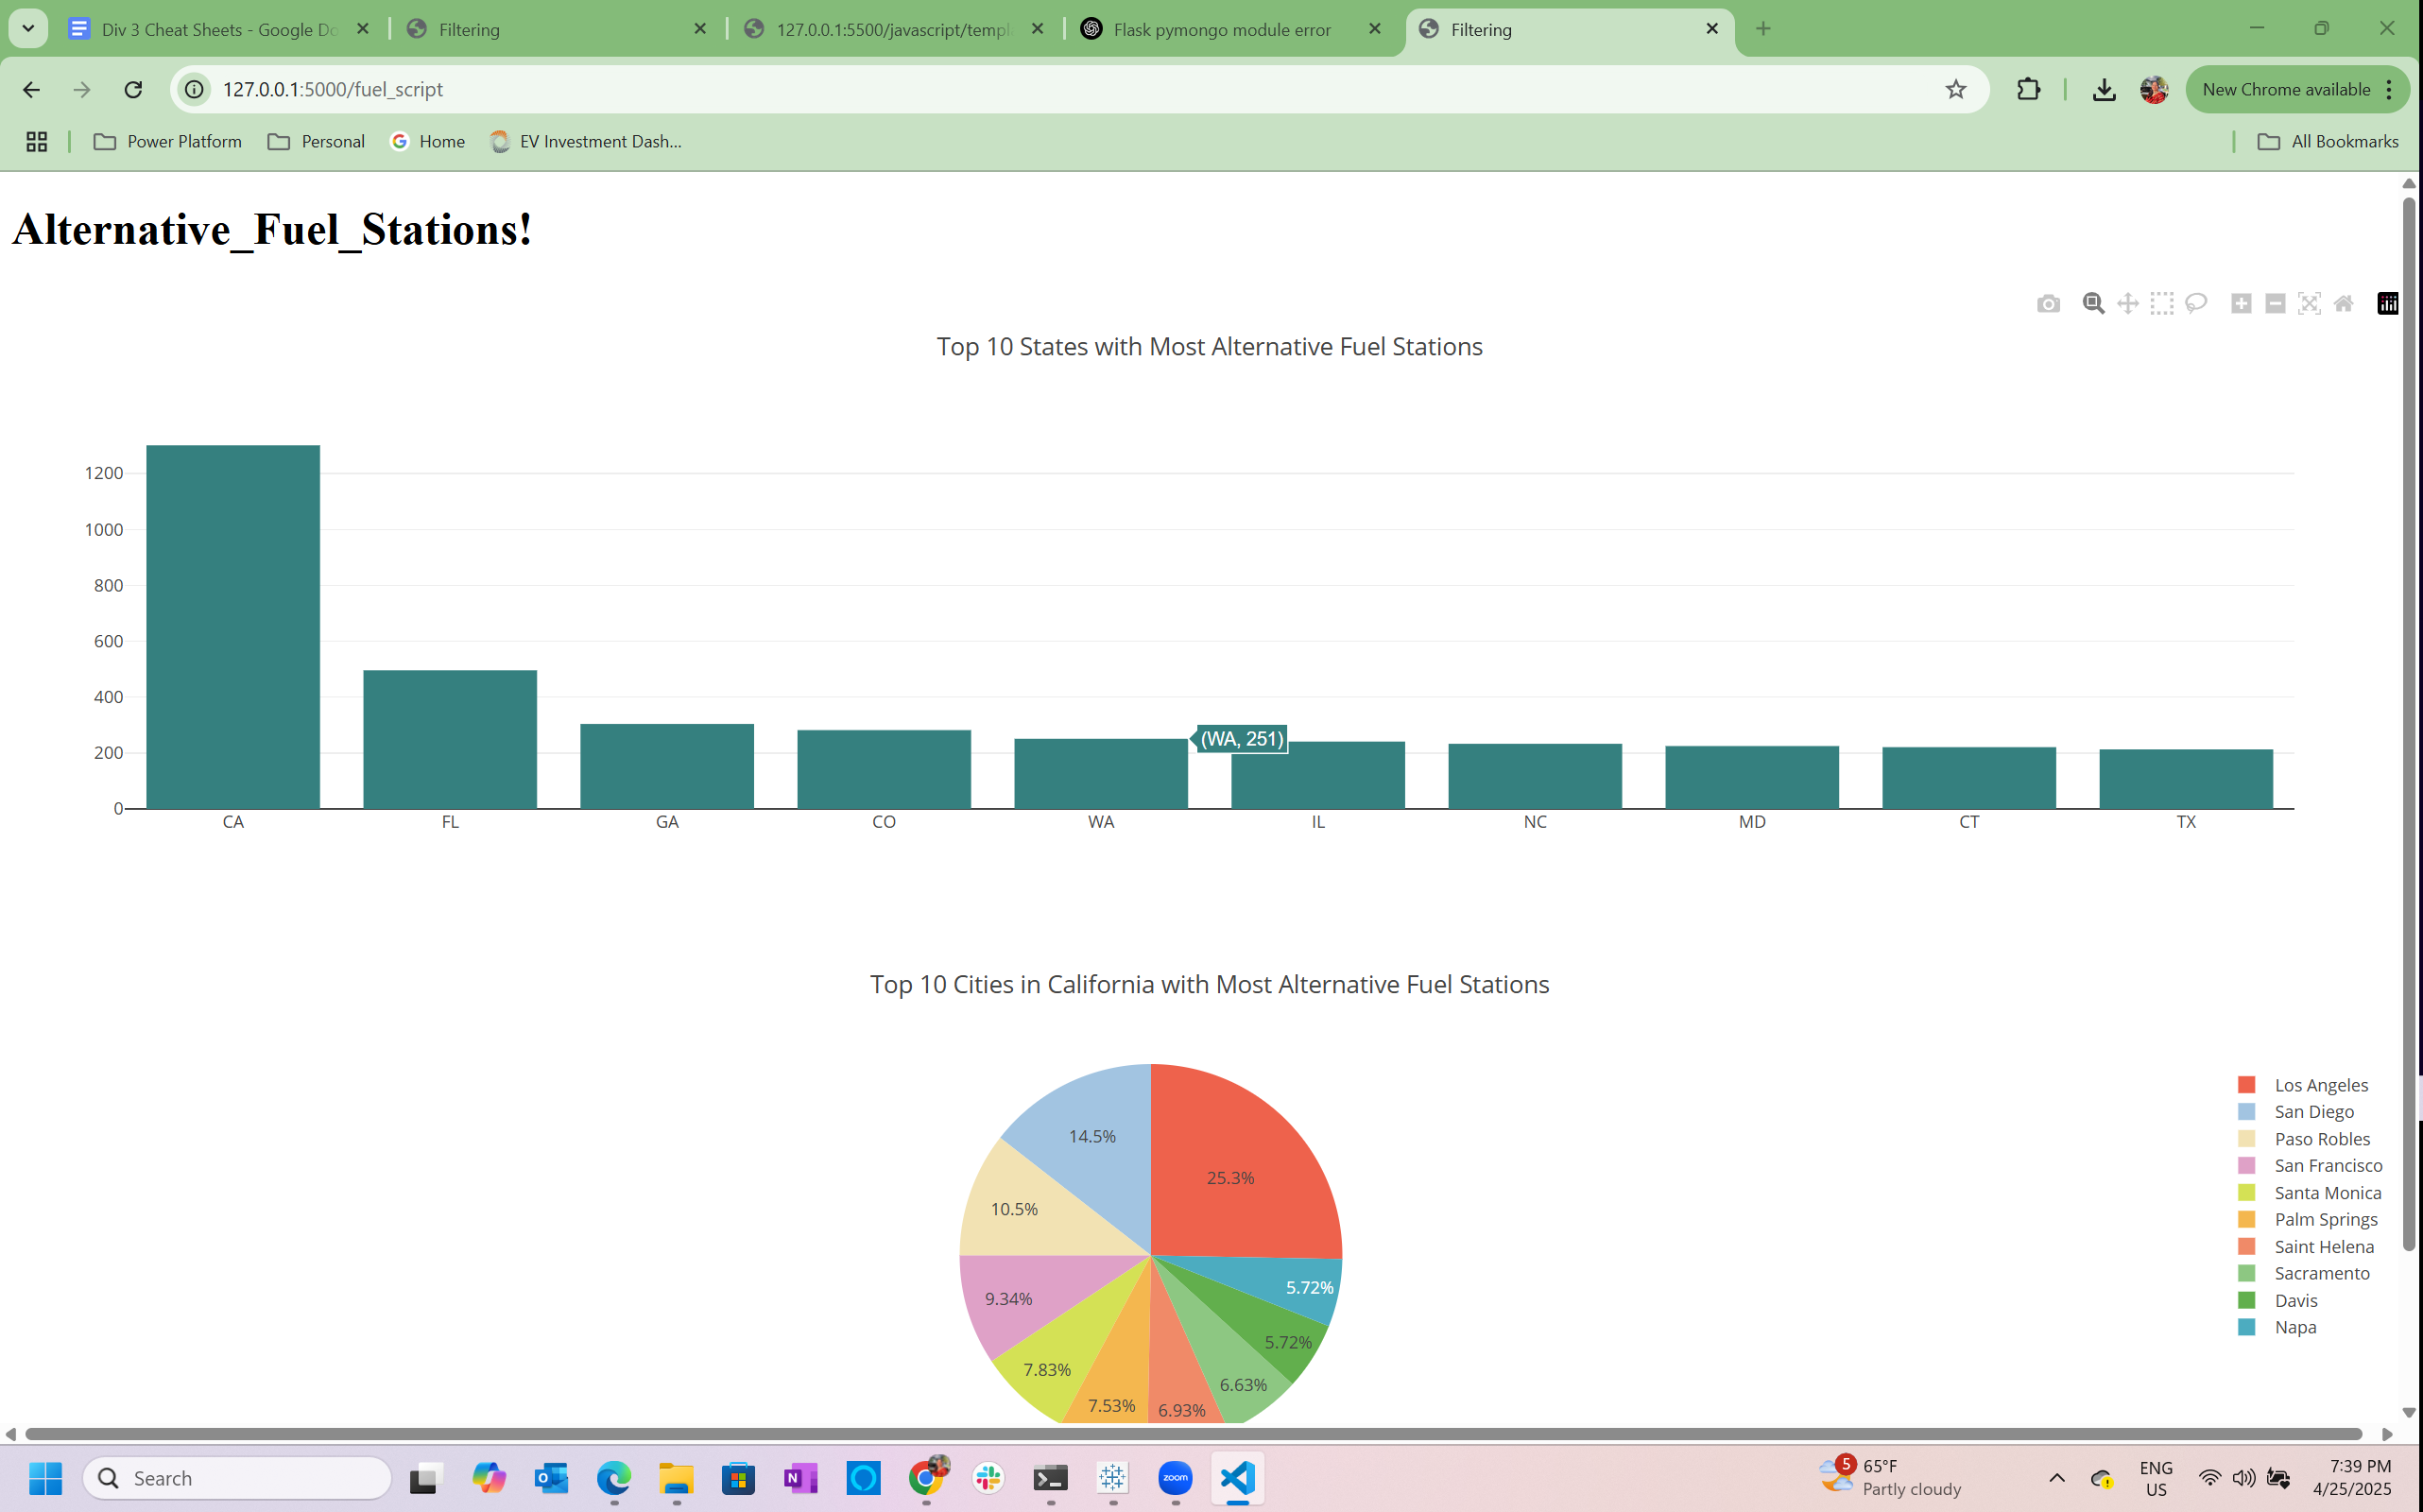 Div 3 Cheat Sheets - Google Do
Filtering
127.0.0.1:5500/javascript/templ
Flask pymongo module error
Filtering
127.0.0.1:5000/fuel_script
New Chrome available
Power Platform
Personal
Home
EV Investment Dash...
All Bookmarks
Alternative_Fuel_Stations!
Top 10 States with Most Alternative Fuel Stations
1200
1000
800
600
400
200
0
(WA, 251)
CA FL GA CO WA IL NC MD CT TX
Top 10 Cities in California with Most Alternative Fuel Stations
14.5%
25.3%
10.5%
9.34%
5.72%
5.72%
7.83%
6.63%
7.53%
6.93%
Los Angeles
San Diego
Paso Robles
San Francisco
Santa Monica
Palm Springs
Saint Helena
Sacramento
Davis
Napa
Search
zoom
5
65°F
Partly cloudy
ENG
US
7:39 PM
4/25/2025